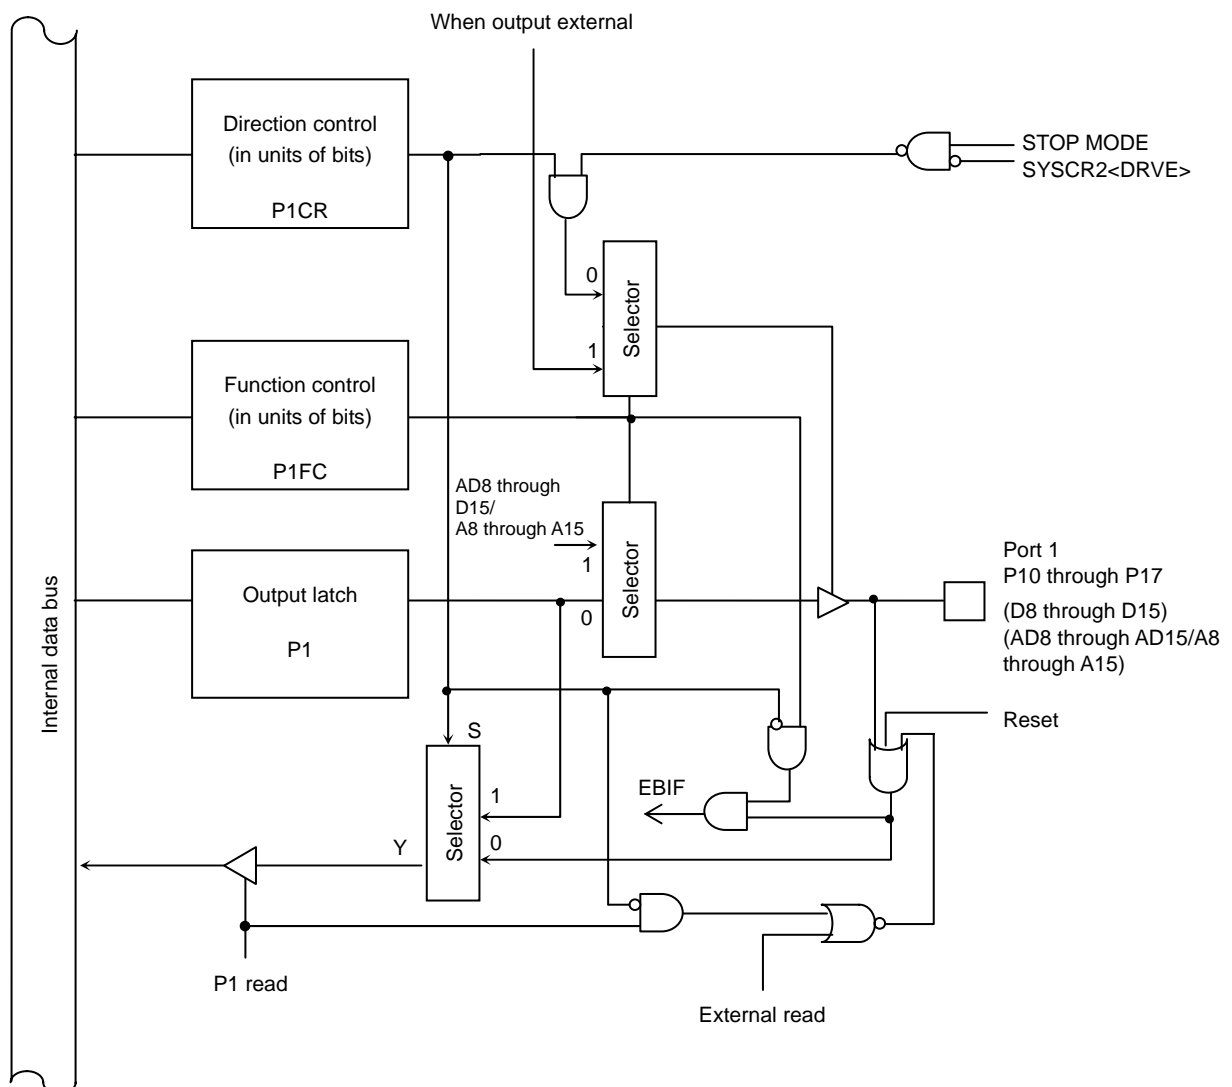 When output external
Direction control
(in units of bits)
P1CR
STOP MODE
SYSCR2<DRVE>
0
1
Selector
Function control
(in units of bits)
P1FC
AD8 through
D15/
A8 through A15
1
0
Selector
Output latch
P1
Port 1
P10 through P17
(D8 through D15)
(AD8 through AD15/A8
through A15)
Internal data bus
Reset
S
EBIF
1
0
Selector
Y
P1 read
External read